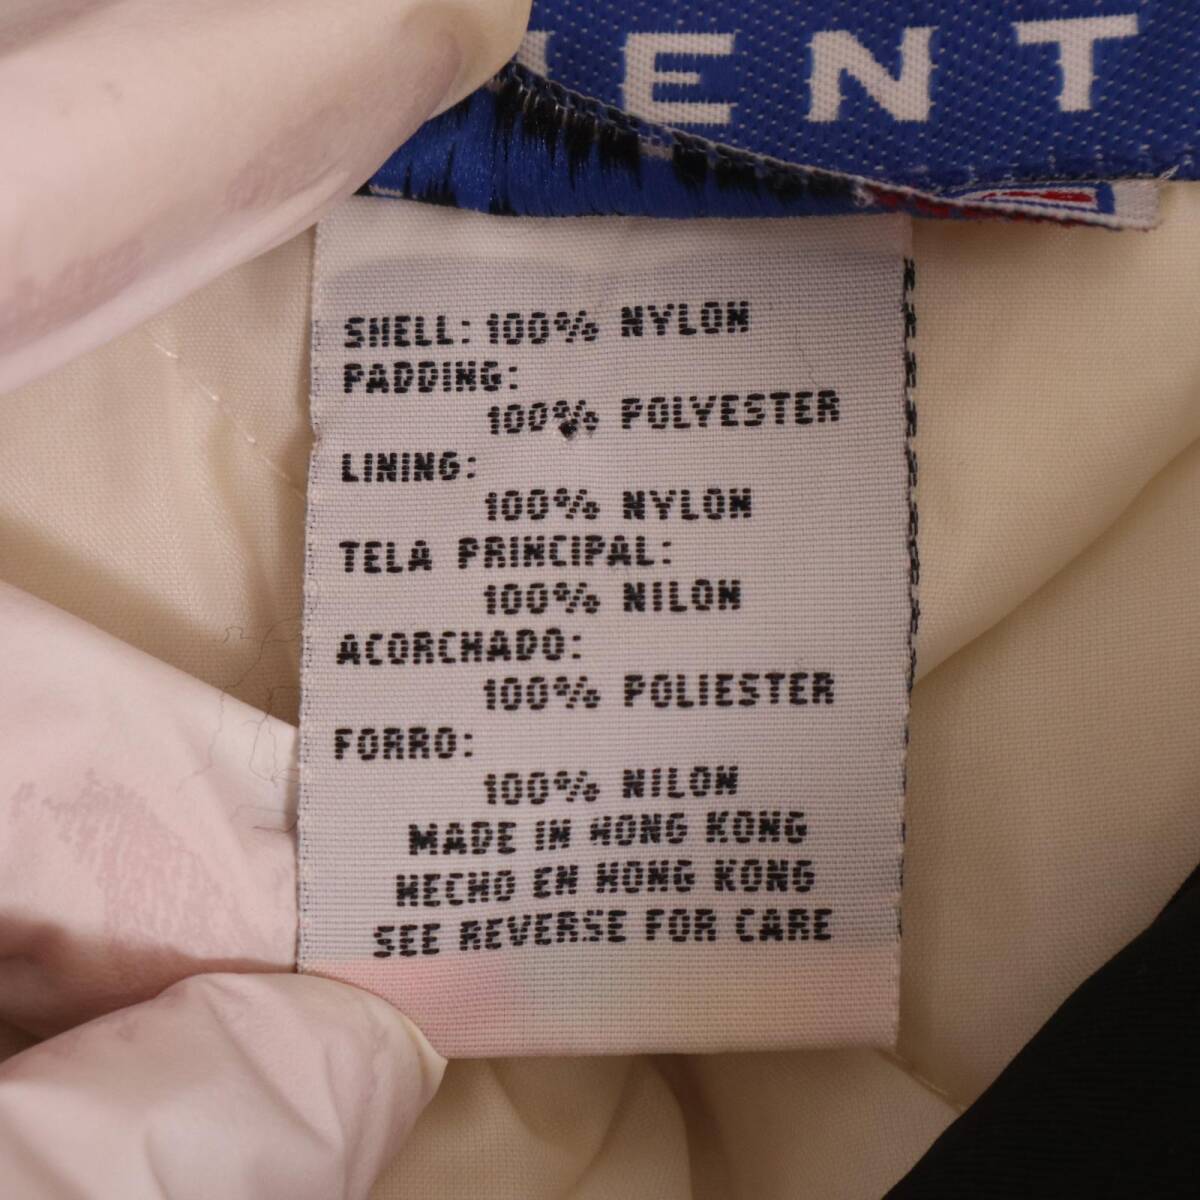 ENT
SHELL: 100% NYLON
PADDING:
100% POLYESTER
LINING:
100% NYLON
TELA PRINCIPAL:
100% NILON
ACORCHADO:
100% POLIESTER
FORRO:
100% NILON
MADE IN HONG KONG
HECHO EN HONG KONG
SEE REVERSE FOR CARE